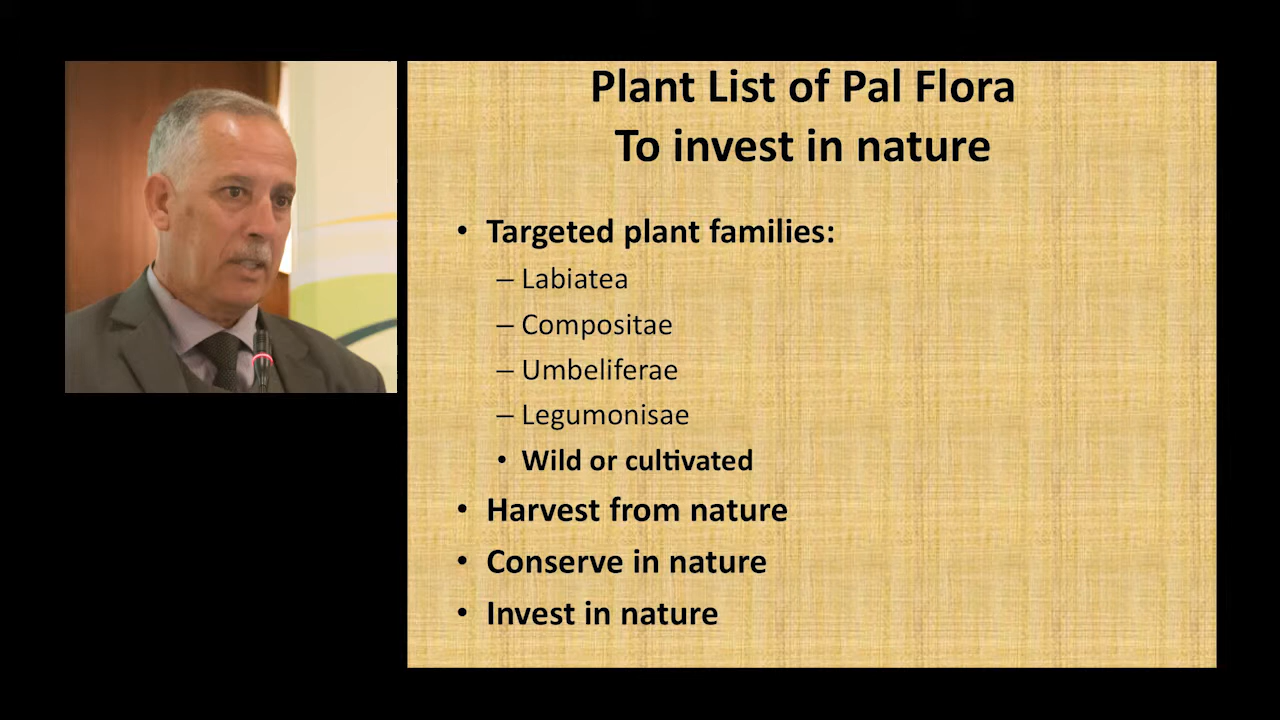 Plant List of Pal Flora
To invest in nature
• Targeted plant families:
– Labiatea
– Compositae
– Umbeliferae
– Legumonisae
• Wild or cultivated
• Harvest from nature
• Conserve in nature
• Invest in nature